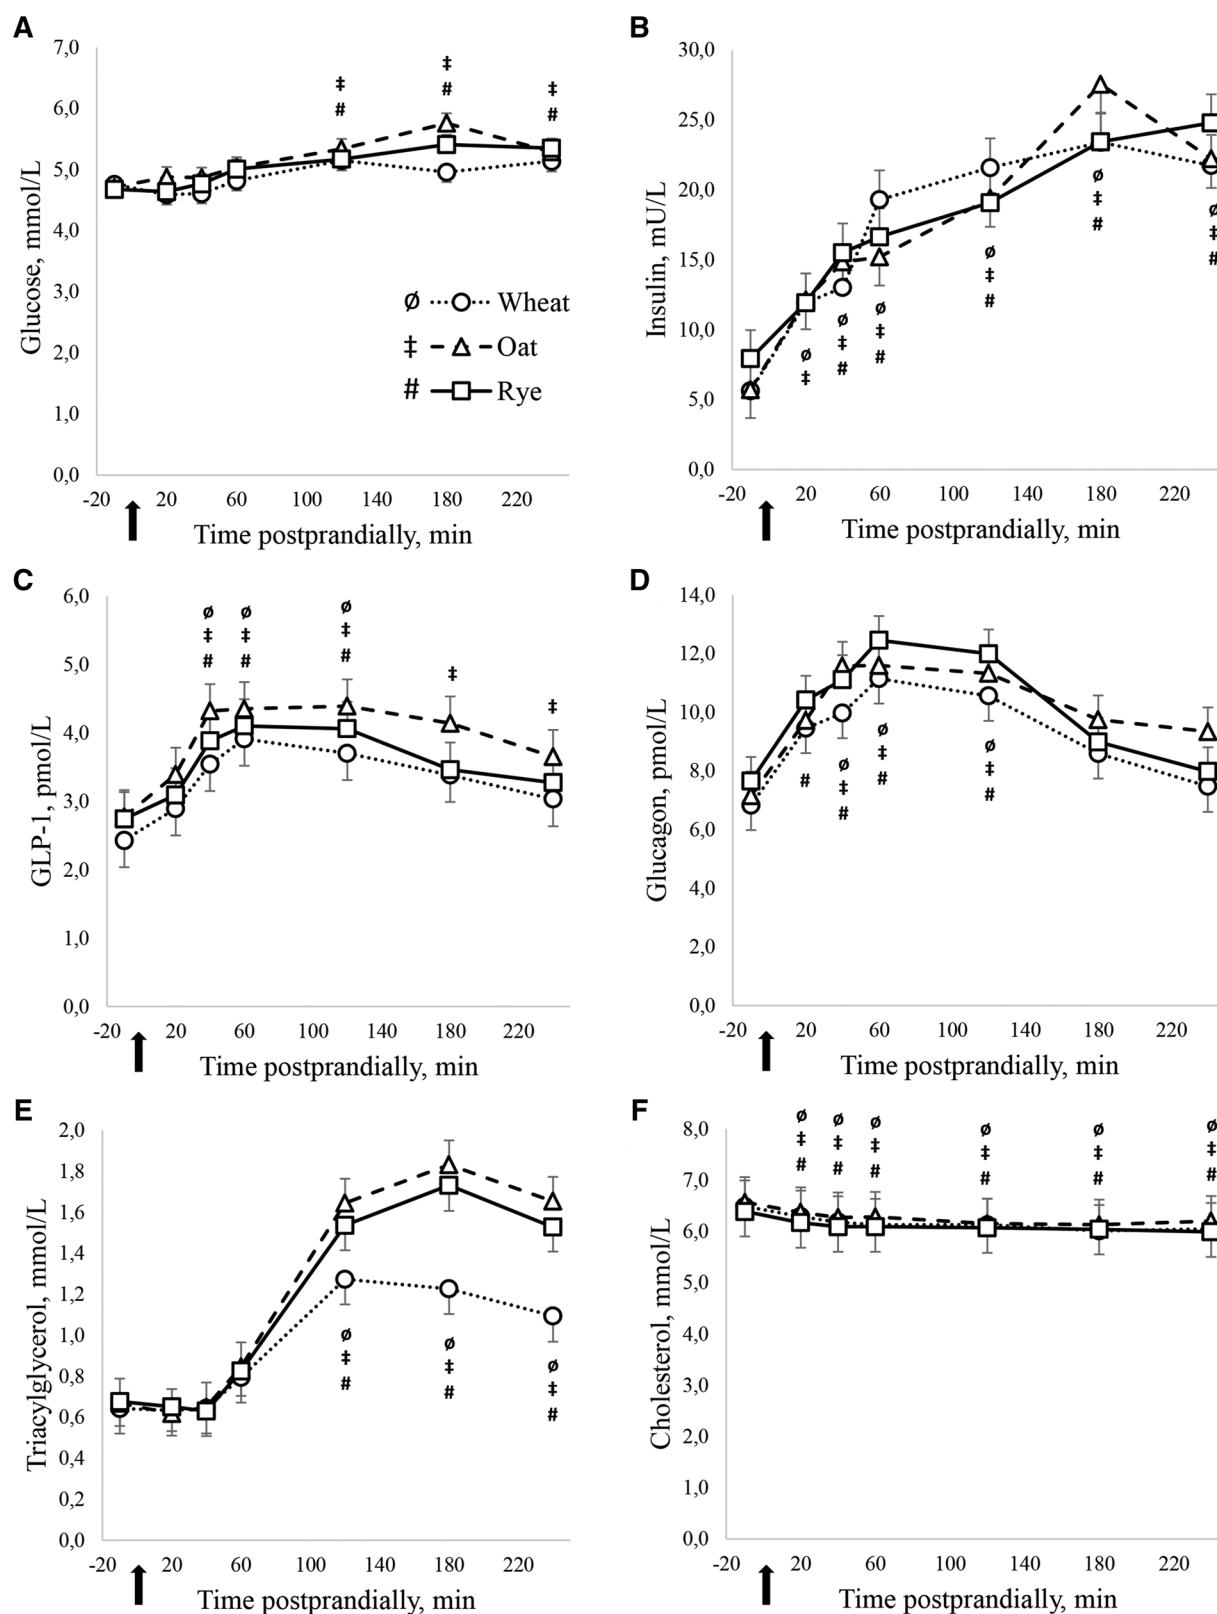 A
7,0
6,0
5,0
4,0
3,0
2,0
1,0
0,0
Glucose, mmol/L
‡ ‡ ‡
# # #
ø Wheat
‡ Oat
# Rye
-20 20 60 100 140 180 220
Time postprandially, min
B
30,0
25,0
20,0
15,0
10,0
5,0
0,0
Insulin, mU/L
ø ø ø ø ø ø
‡ ‡ ‡ ‡ ‡ ‡
# # # # #
-20 20 60 100 140 180 220
Time postprandially, min
C
6,0
5,0
4,0
3,0
2,0
1,0
0,0
GLP-1, pmol/L
ø ø ø
‡ ‡ ‡ ‡ ‡
# # #
-20 20 60 100 140 180 220
Time postprandially, min
D
14,0
12,0
10,0
8,0
6,0
4,0
2,0
0,0
Glucagon, pmol/L
ø ø ø
‡ ‡ ‡
# # # #
-20 20 60 100 140 180 220
Time postprandially, min
E
2,0
1,8
1,6
1,4
1,2
1,0
0,8
0,6
0,4
0,2
0,0
Triacylglycerol, mmol/L
ø ø ø
‡ ‡ ‡
# # #
-20 20 60 100 140 180 220
Time postprandially, min
F
8,0
7,0
6,0
5,0
4,0
3,0
2,0
1,0
0,0
Cholesterol, mmol/L
ø ø ø ø ø ø
‡ ‡ ‡ ‡ ‡ ‡
# # # # # #
-20 20 60 100 140 180 220
Time postprandially, min